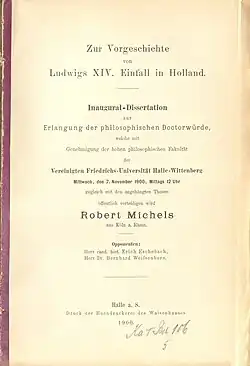 Zur Vorgeschichte
von
Ludwigs XIV. Einfall in Holland.
Inaugural-Dissertation
zur
Erlangung der philosophischen Doctorwürde,
welche mit
Genehmigung der hohen philosophischen Fakultät
der
Vereinigten Friedrichs-Universität Halle-Wittenberg
Mittwoch, den 7. November 1900, Mittags 12 Uhr
zugleich mit den angehängten Thesen
öffentlich verteidigen wird
Robert Michels
aus Köln a. Rhein.
Opponenten:
Herr cand. hist. Erich Eschebach,
Herr Dr. Bernhard Weissenborn.
Halle a. S.
Druck der Buchdruckerei des Waisenhauses
1900.